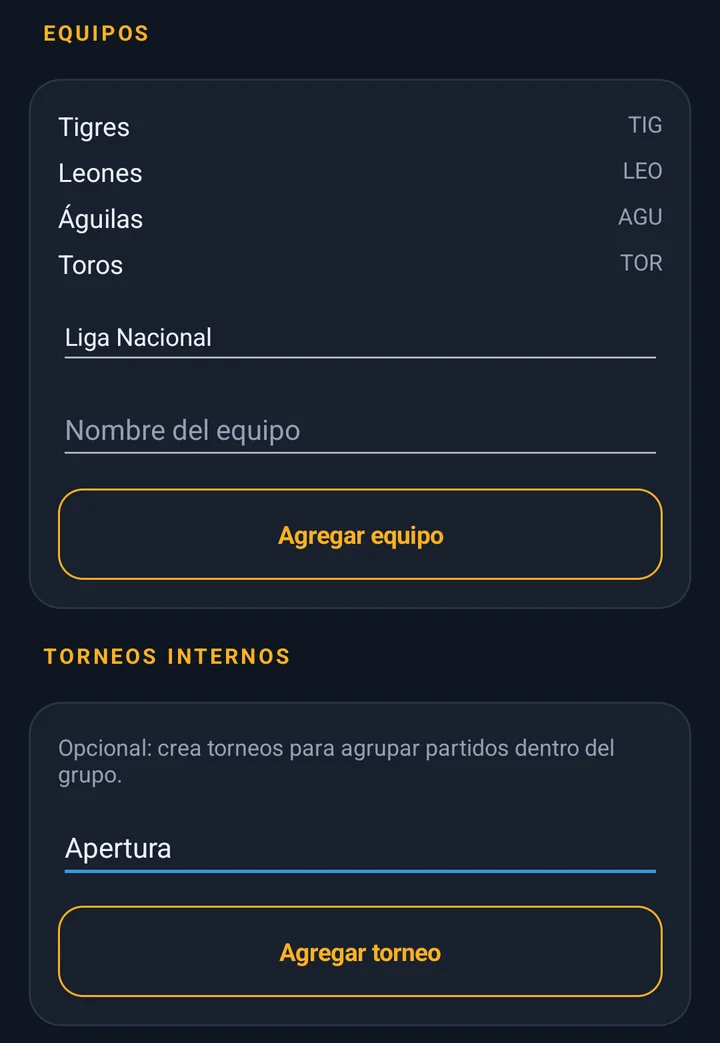 EQUIPOS
Tigres TIG
Leones LEO
Águilas AGU
Toros TOR
Liga Nacional
Nombre del equipo
Agregar equipo
TORNEOS INTERNOS
Opcional: crea torneos para agrupar partidos dentro del
grupo.
Apertura
Agregar torneo